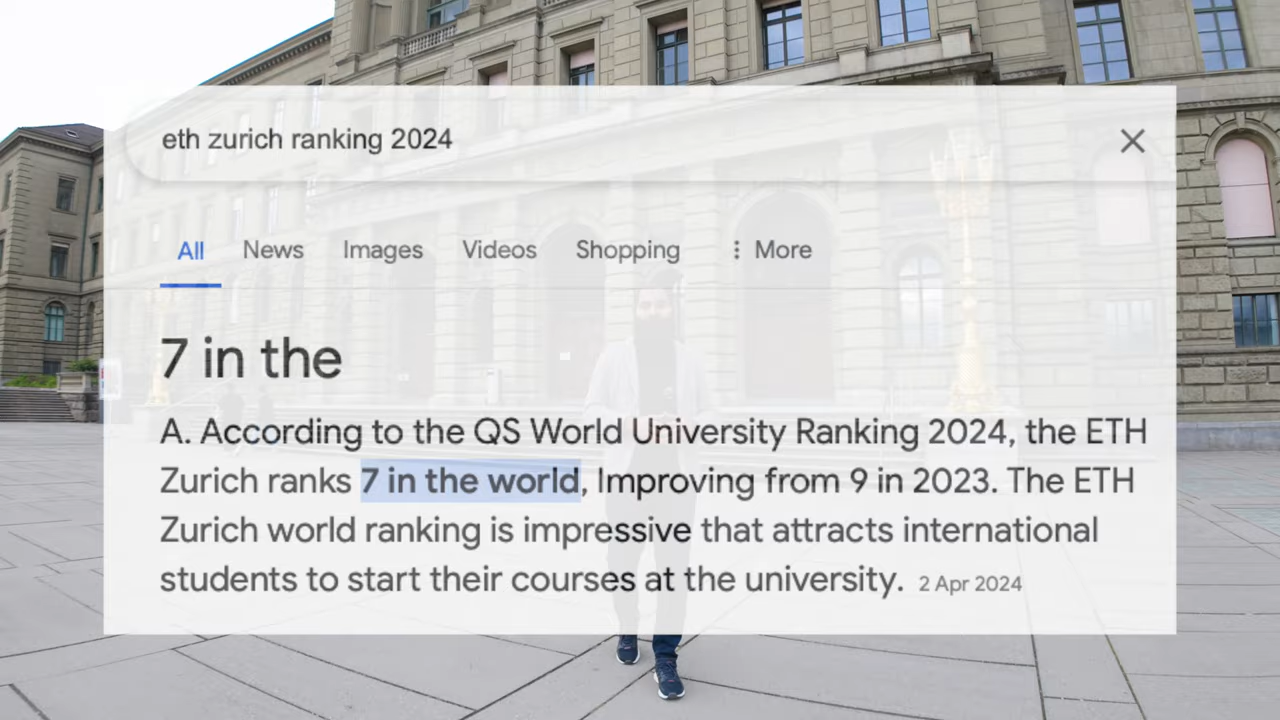 eth zurich ranking 2024
All News Images Videos Shopping More
7 in the
A. According to the QS World University Ranking 2024, the ETH
Zurich ranks 7 in the world, Improving from 9 in 2023. The ETH
Zurich world ranking is impressive that attracts international
students to start their courses at the university. 2 Apr 2024